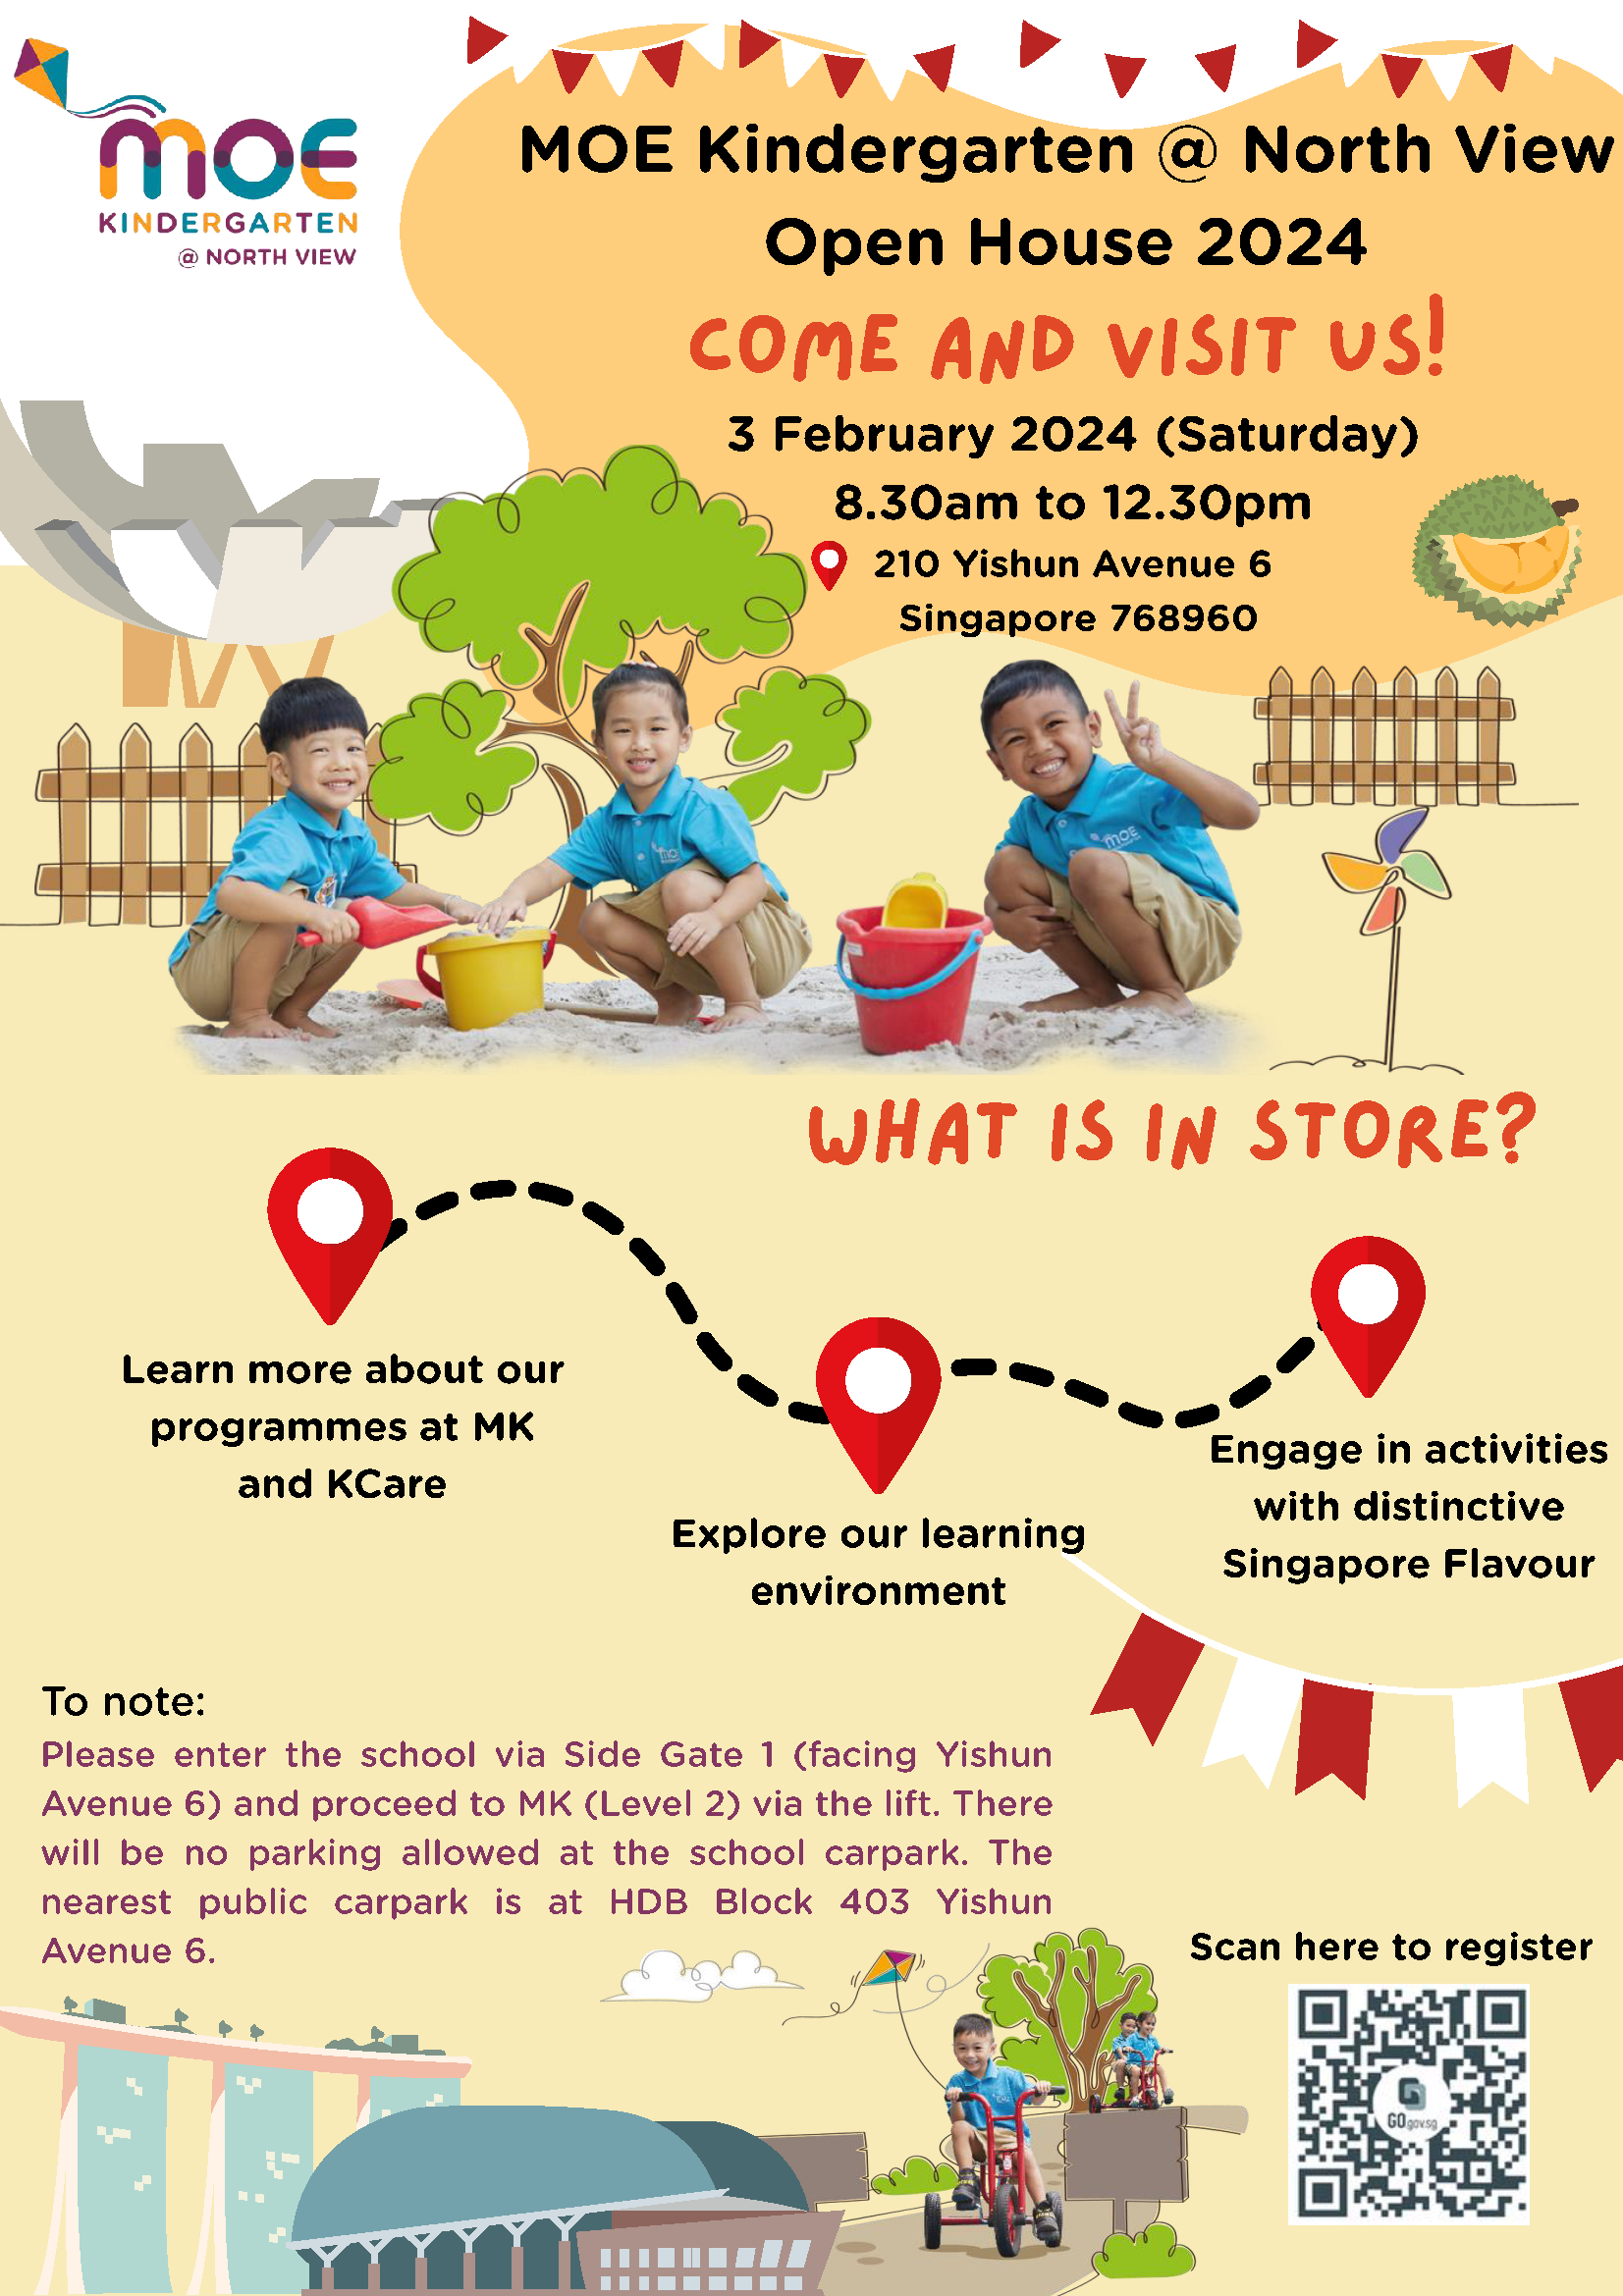 moe
KINDERGARTEN
@ NORTH VIEW
MOE Kindergarten @ North View
Open House 2024
COME AND VISIT US!
3 February 2024 (Saturday)
8.30am to 12.30pm
210 Yishun Avenue 6
Singapore 768960
moe
moe
WHAT IS IN STORE?
Learn more about our
programmes at MK
and KCare
Explore our learning
environment
Engage in activities
with distinctive
Singapore Flavour
To note:
Please enter the school via Side Gate 1 (facing Yishun
Avenue 6) and proceed to MK (Level 2) via the lift. There
will be no parking allowed at the school carpark. The
nearest public carpark is at HDB Block 403 Yishun
Avenue 6.
Scan here to register
GO.gov.sg